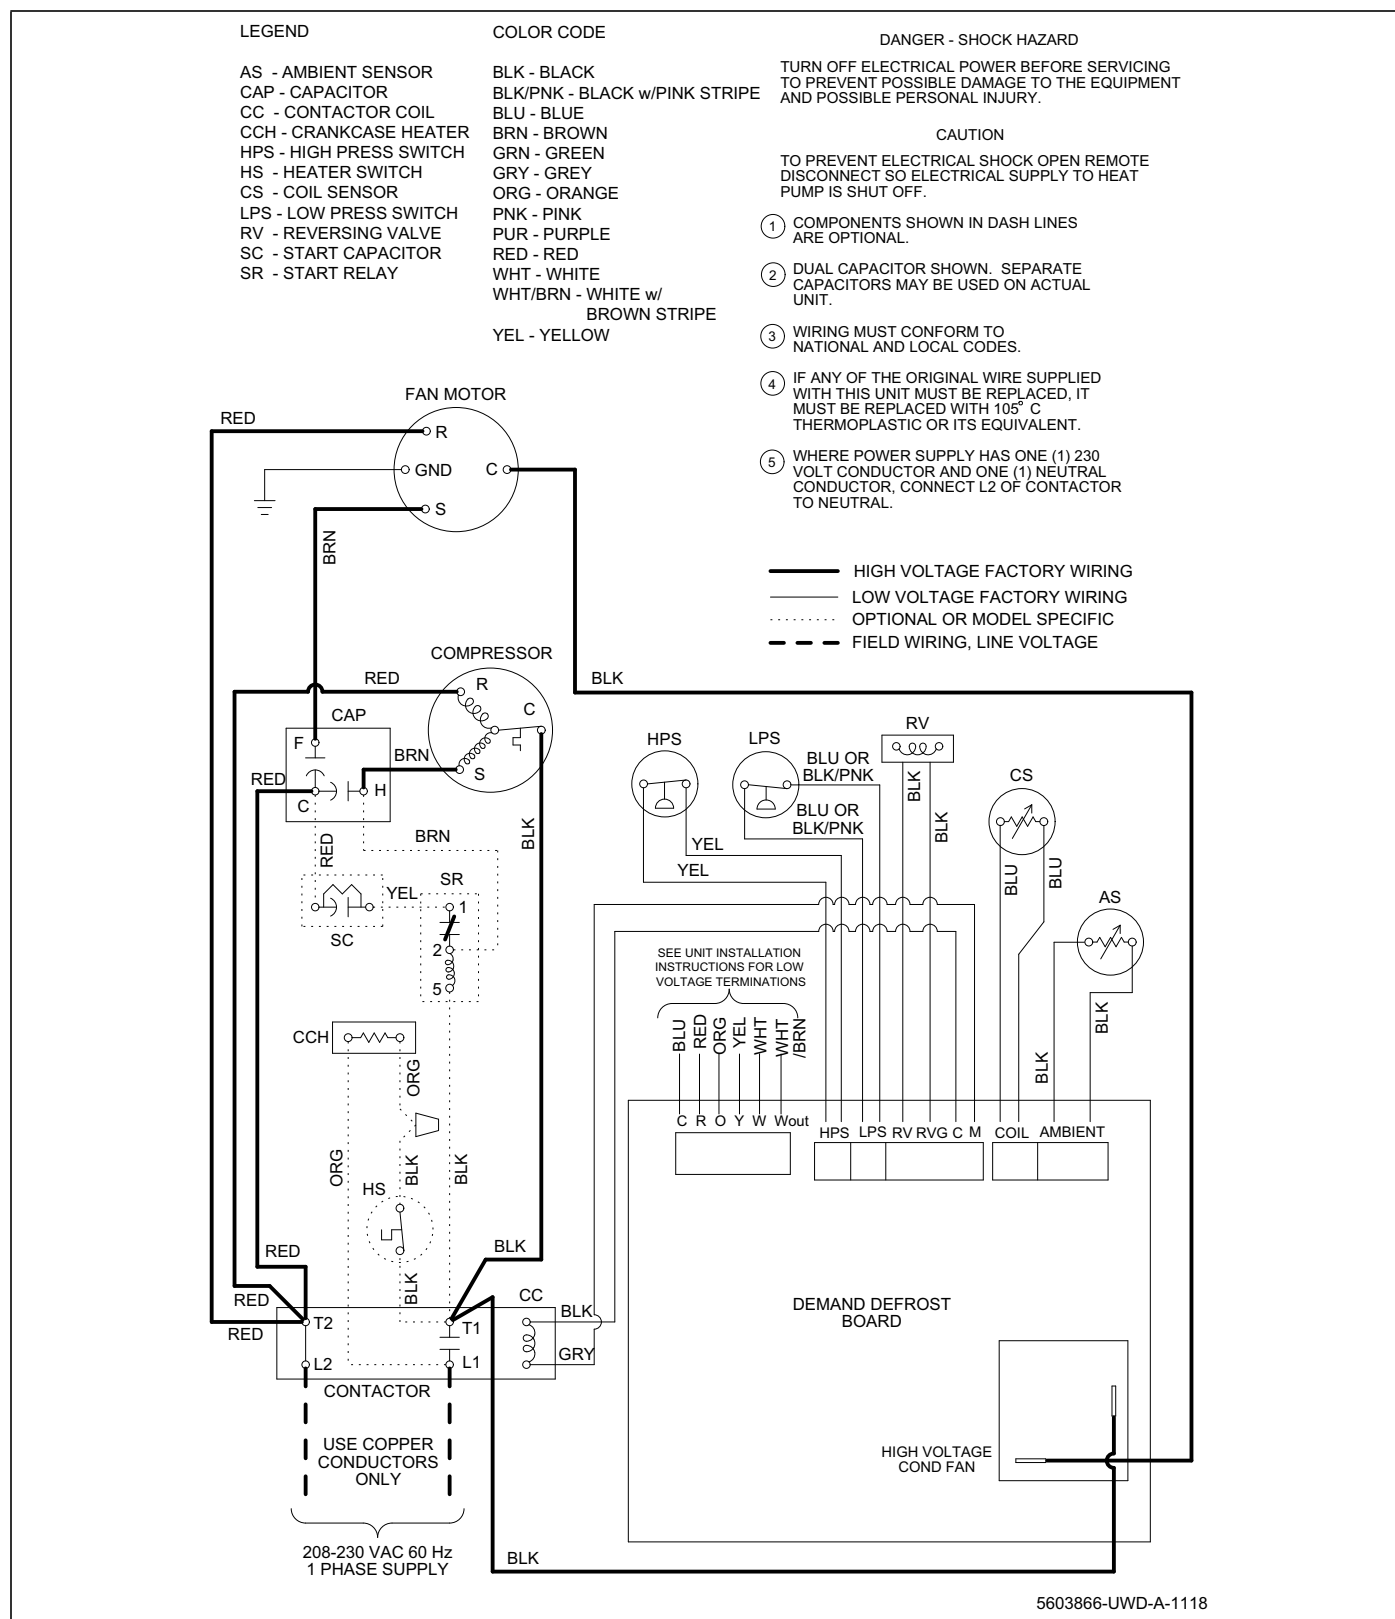 LEGEND
AS - AMBIENT SENSOR
CAP - CAPACITOR
CC - CONTACTOR COIL
CCH - CRANKCASE HEATER
HPS - HIGH PRESS SWITCH
HS - HEATER SWITCH
CS - COIL SENSOR
LPS - LOW PRESS SWITCH
RV - REVERSING VALVE
SC - START CAPACITOR
SR - START RELAY
COLOR CODE
BLK - BLACK
BLK/PNK - BLACK w/PINK STRIPE
BLU - BLUE
BRN - BROWN
GRN - GREEN
GRY - GREY
ORG - ORANGE
PNK - PINK
PUR - PURPLE
RED - RED
WHT - WHITE
WHT/BRN - WHITE w/
BROWN STRIPE
YEL - YELLOW
DANGER - SHOCK HAZARD
TURN OFF ELECTRICAL POWER BEFORE SERVICING
TO PREVENT POSSIBLE DAMAGE TO THE EQUIPMENT
AND POSSIBLE PERSONAL INJURY.
CAUTION
TO PREVENT ELECTRICAL SHOCK OPEN REMOTE
DISCONNECT SO ELECTRICAL SUPPLY TO HEAT
PUMP IS SHUT OFF.
1 COMPONENTS SHOWN IN DASH LINES
ARE OPTIONAL.
2 DUAL CAPACITOR SHOWN. SEPARATE
CAPACITORS MAY BE USED ON ACTUAL
UNIT.
3 WIRING MUST CONFORM TO
NATIONAL AND LOCAL CODES.
4 IF ANY OF THE ORIGINAL WIRE SUPPLIED
WITH THIS UNIT MUST BE REPLACED, IT
MUST BE REPLACED WITH 105° C
THERMOPLASTIC OR ITS EQUIVALENT.
5 WHERE POWER SUPPLY HAS ONE (1) 230
VOLT CONDUCTOR AND ONE (1) NEUTRAL
CONDUCTOR, CONNECT L2 OF CONTACTOR
TO NEUTRAL.
HIGH VOLTAGE FACTORY WIRING
LOW VOLTAGE FACTORY WIRING
OPTIONAL OR MODEL SPECIFIC
FIELD WIRING, LINE VOLTAGE
FAN MOTOR
RED
R
GND
C
S
BRN
COMPRESSOR
RED
R
C
S
BLK
CAP
F
BRN
RED
C
H
BLK
RED
BRN
YEL
SC
SR
1
2
5
CCH
ORG
ORG
BLK
BLK
HS
BLK
RED
RED
RED
BLK
T2
T1
L2
L1
CC
BLK
GRY
CONTACTOR
USE COPPER
CONDUCTORS
ONLY
208-230 VAC 60 Hz
1 PHASE SUPPLY
BLK
HPS
LPS
RV
CS
AS
BLU OR
BLK/PNK
BLU OR
BLK/PNK
YEL
YEL
BLK
BLK
BLU
BLU
BLK
BLK
SEE UNIT INSTALLATION
INSTRUCTIONS FOR LOW
VOLTAGE TERMINATIONS
BLU
RED
ORG
YEL
WHT
WHT
/BRN
C R O Y W Wout
HPS LPS RV RVG C M
COIL AMBIENT
DEMAND DEFROST
BOARD
HIGH VOLTAGE
COND FAN
5603866-UWD-A-1118